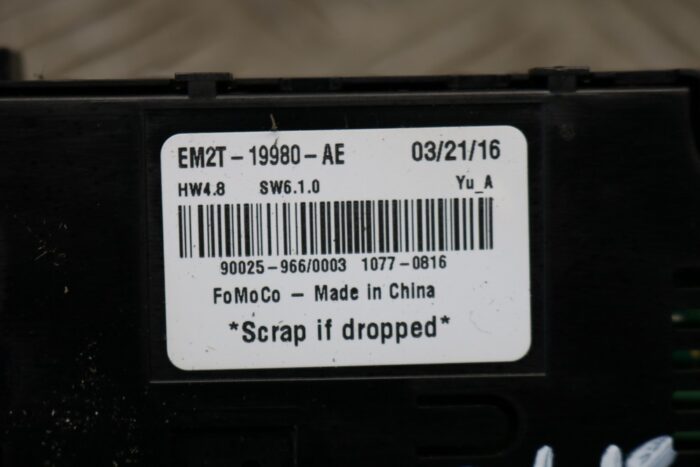 EM2T-19980-AE 03/21/16
HW4.8 SW6.1.0 Yu_A
90025-966/0003 1077-0816
FoMoCo - Made in China
*Scrap if dropped*